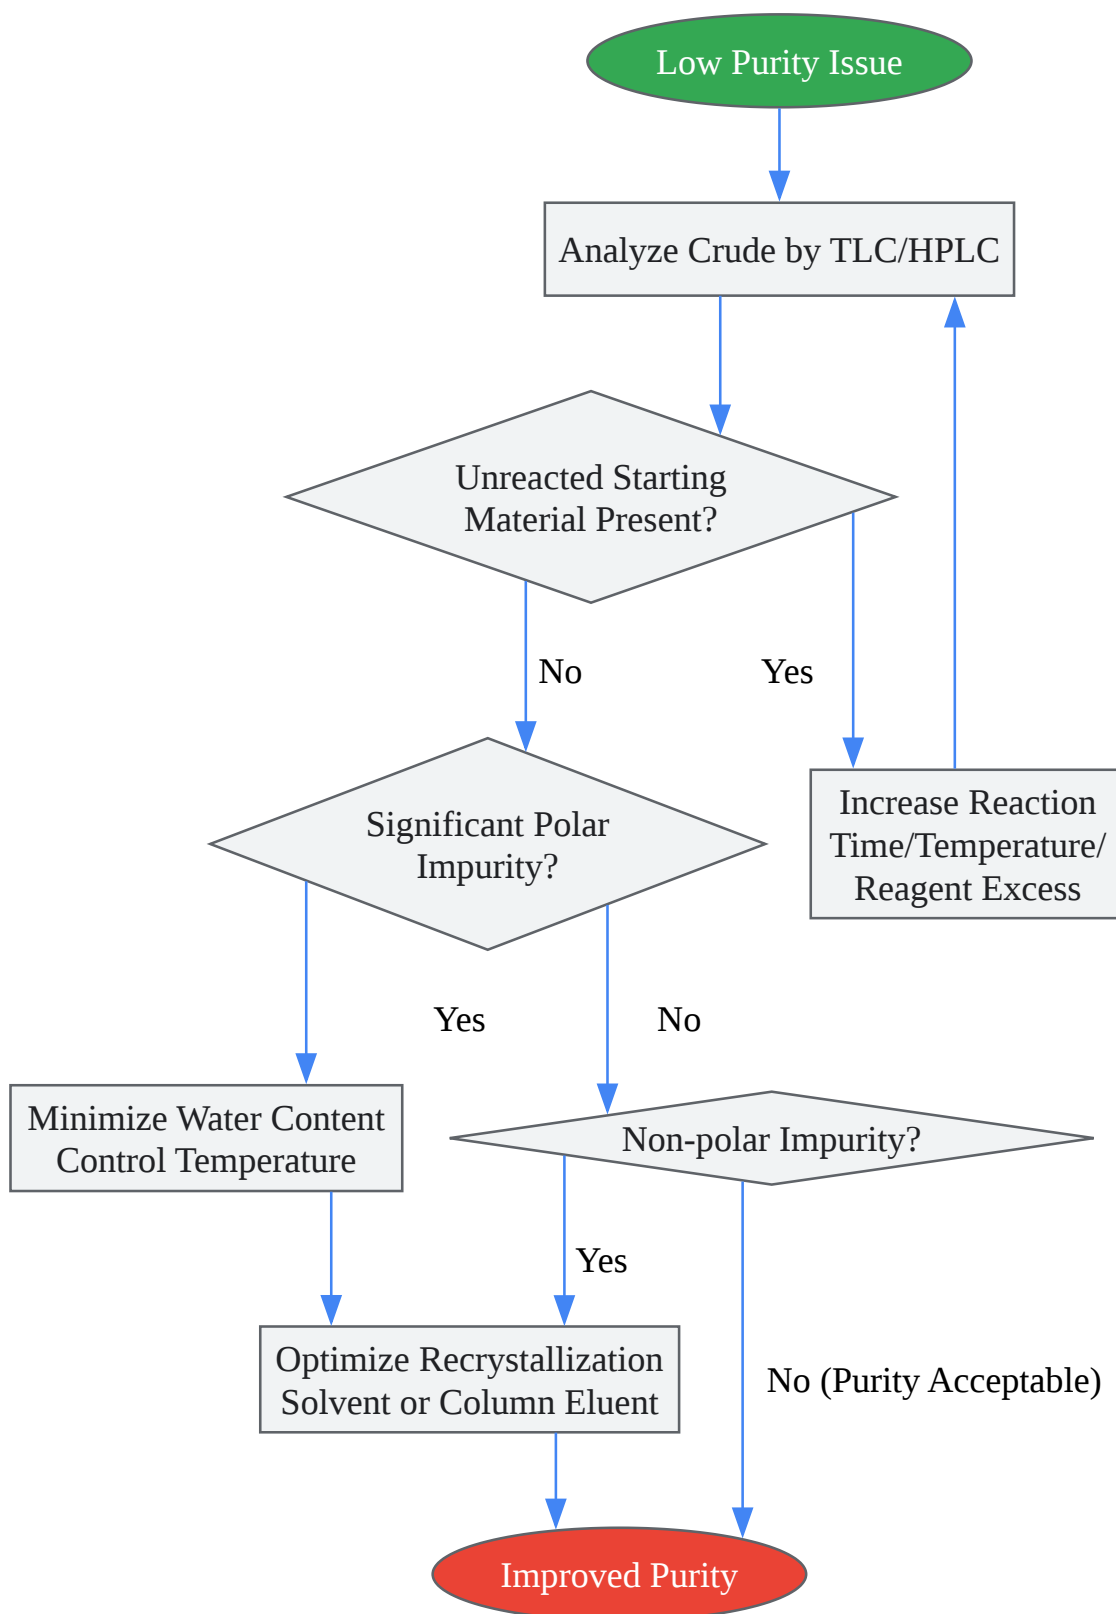 Low Purity Issue
Analyze Crude by TLC/HPLC
Unreacted Starting
Material Present?
No
Yes
Significant Polar
Impurity?
Increase Reaction
Time/Temperature/
Reagent Excess
Yes
No
Minimize Water Content
Control Temperature
Non-polar Impurity?
Yes
Optimize Recrystallization
Solvent or Column Eluent
No (Purity Acceptable)
Improved Purity